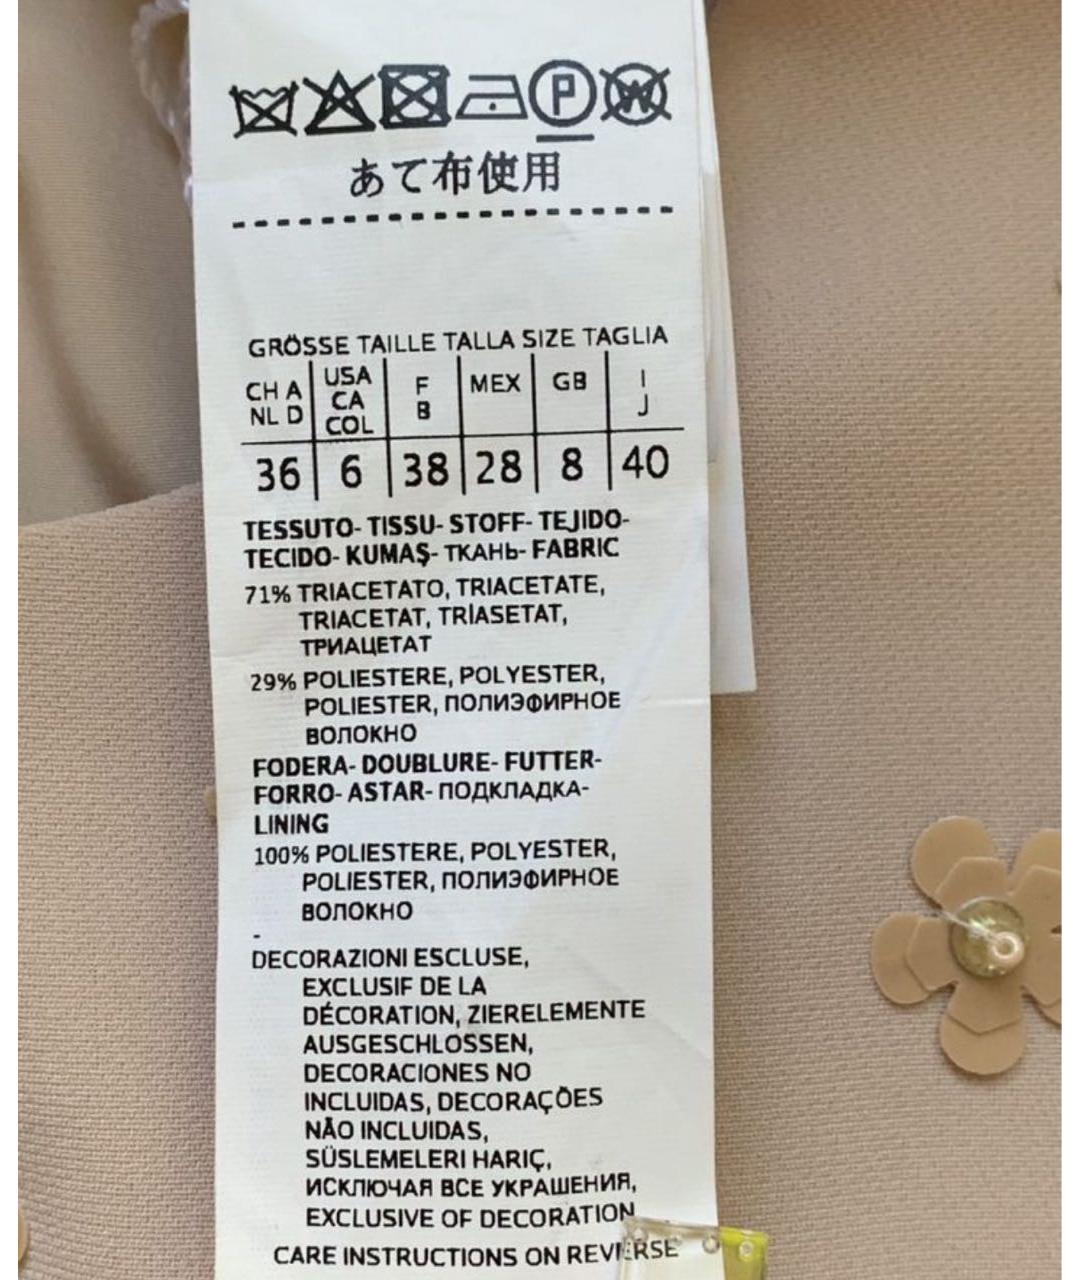 P W
あて布使用
GRÖSSE TAILLE TALLA SIZE TAGLIA
CH A NL D USA CA COL F B MEX GB I J
36 6 38 28 8 40
TESSUTO- TISSU- STOFF- TEJIDO-
TECIDO- KUMAŞ- ТКАНЬ- FABRIC
71% TRIACETATO, TRIACETATE,
TRIACETAT, TRİASETAT,
ТРИАЦЕТАТ
29% POLIESTERE, POLYESTER,
POLIESTER, ПОЛИЭФИРНОЕ
ВОЛОКНО
FODERA- DOUBLURE- FUTTER-
FORRO- ASTAR- ПОДКЛАДКА-
LINING
100% POLIESTERE, POLYESTER,
POLIESTER, ПОЛИЭФИРНОЕ
ВОЛОКНО
-
DECORAZIONI ESCLUSE,
EXCLUSIF DE LA
DÉCORATION, ZIERELEMENTE
AUSGESCHLOSSEN,
DECORACIONES NO
INCLUIDAS, DECORAÇÕES
NÃO INCLUIDAS,
SÜSLEMELERI HARIÇ,
ИСКЛЮЧАЯ ВСЕ УКРАШЕНИЯ,
EXCLUSIVE OF DECORATION
CARE INSTRUCTIONS ON REVERSE